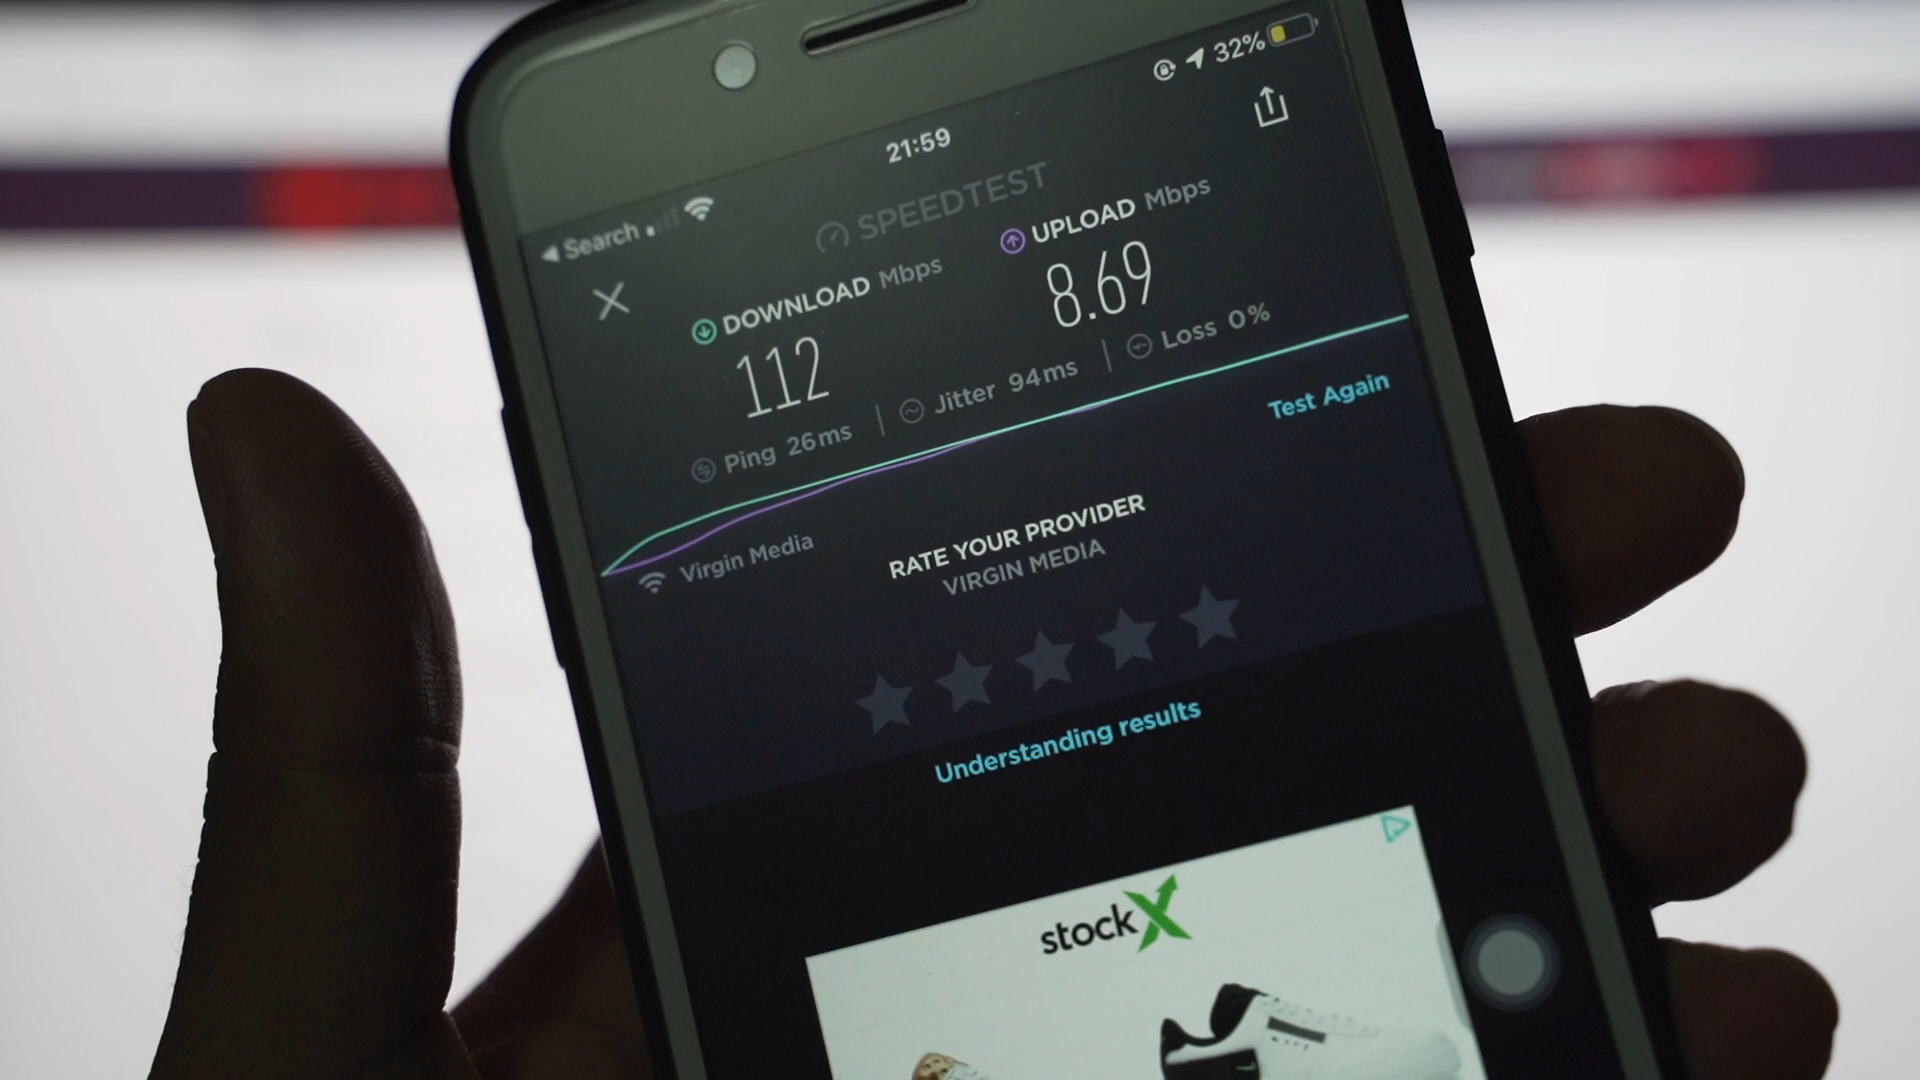 32%
21:59
Search
SPEEDTEST
DOWNLOAD Mbps
112
UPLOAD Mbps
8.69
Ping 26ms
Jitter 94ms
Loss 0%
Test Again
Virgin Media
RATE YOUR PROVIDER
VIRGIN MEDIA
Understanding results
stockX